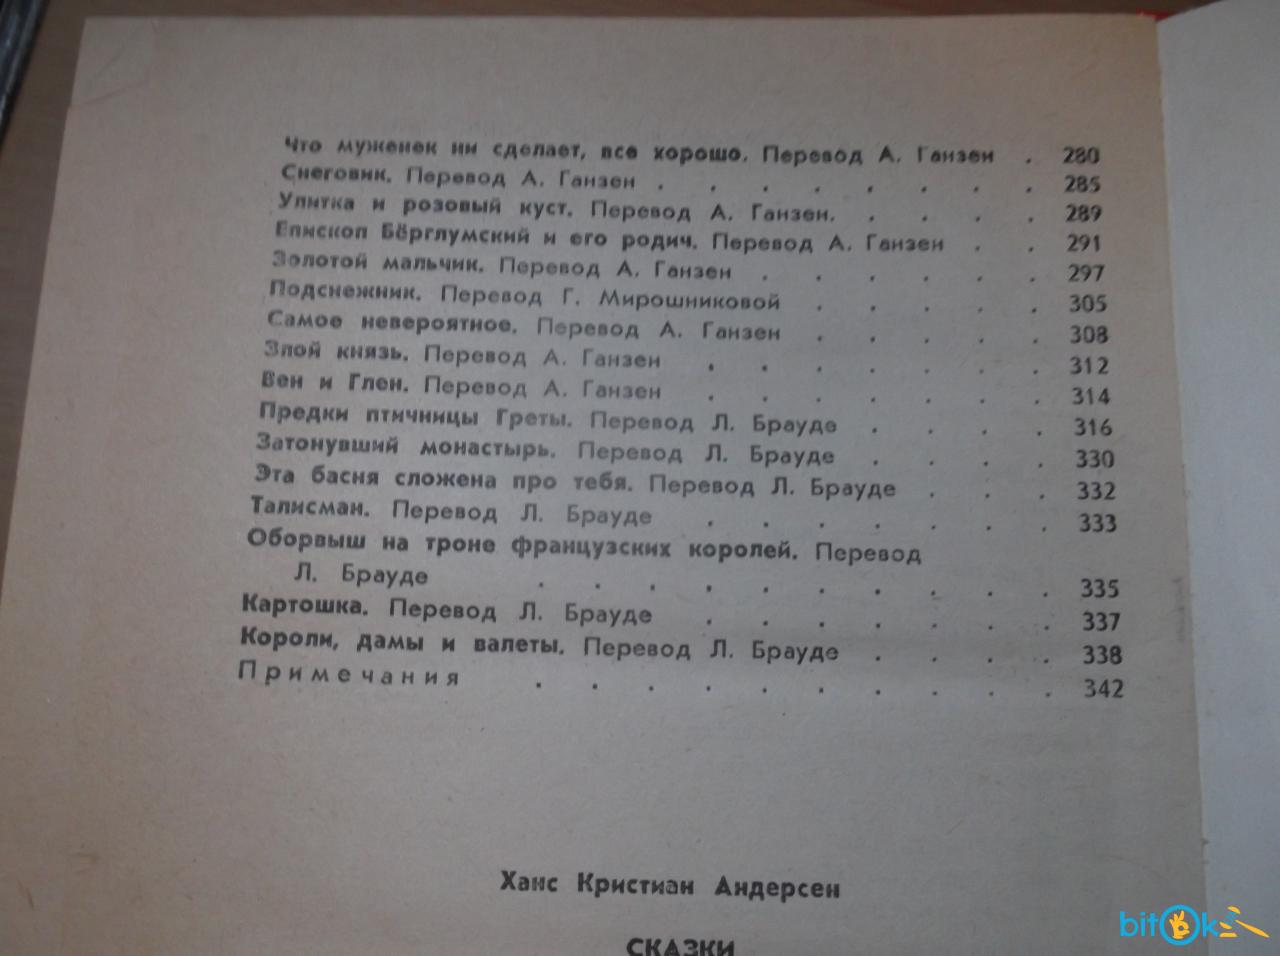 Что муженек ни сделает, все хорошо. Перевод А. Ганзен . 280
Снеговик. Перевод А. Ганзен . . . . . . . . 285
Улитка и розовый куст. Перевод А. Ганзен. . . . . 289
Епископ Бёрглумский и его родич. Перевод А. Ганзен . . 291
Золотой мальчик. Перевод А. Ганзен . . . . . . 297
Подснежник. Перевод Г. Мирошниковой . . . . . 305
Самое невероятное. Перевод А. Ганзен . . . . . 308
Злой князь. Перевод А. Ганзен . . . . . . . 312
Вен и Глен. Перевод А. Ганзен . . . . . . . 314
Предки птичницы Греты. Перевод Л. Брауде . . . . 316
Затонувший монастырь. Перевод Л. Брауде . . . . 330
Эта басня сложена про тебя. Перевод Л. Брауде . . . 332
Талисман. Перевод Л. Брауде . . . . . . . 333
Оборвыш на троне французских королей. Перевод
Л. Брауде . . . . . . . . . . 335
Картошка. Перевод Л. Брауде . . . . . . . 337
Короли, дамы и валеты. Перевод Л. Брауде . . . . 338
Примечания . . . . . . . . . . 342
Ханс Кристиан Андерсен
СКАЗКИ
bitOk